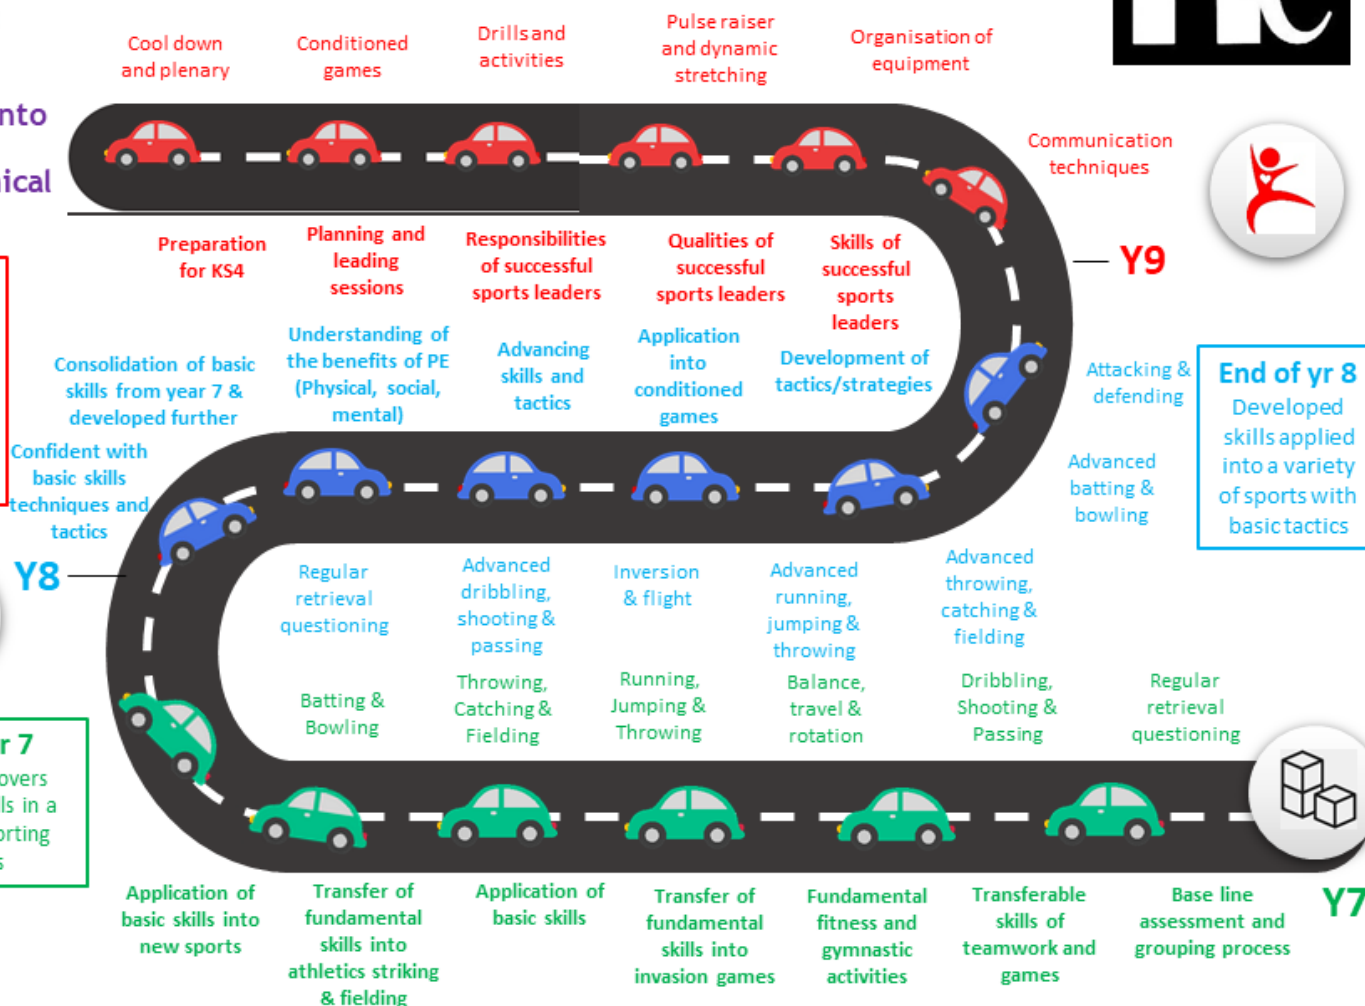 Cool down
and plenary
Conditioned
games
Drills and
activities
Pulse raiser
and dynamic
stretching
Organisation of
equipment
Communication
techniques
nto
nical
Preparation
for KS4
Planning and
leading
sessions
Responsibilities
of successful
sports leaders
Qualities of
successful
sports leaders
Skills of
successful
sports
leaders
Y9
Consolidation of basic
skills from year 7 &
developed further
Understanding of
the benefits of PE
(Physical, social,
mental)
Advancing
skills and
tactics
Application
into
conditioned
games
Development of
tactics/strategies
Attacking &
defending
End of yr 8
Developed
skills applied
into a variety
of sports with
basic tactics
Confident with
basic skills
techniques and
tactics
Advanced
batting &
bowling
Y8
Regular
retrieval
questioning
Advanced
dribbling,
shooting &
passing
Inversion
& flight
Advanced
running,
jumping &
throwing
Advanced
throwing,
catching &
fielding
Batting &
Bowling
Throwing,
Catching &
Fielding
Running,
Jumping &
Throwing
Balance,
travel &
rotation
Dribbling,
Shooting &
Passing
Regular
retrieval
questioning
r 7
overs
lls in a
orting
s
Application of
basic skills into
new sports
Transfer of
fundamental
skills into
athletics striking
& fielding
Application of
basic skills
Transfer of
fundamental
skills into
invasion games
Fundamental
fitness and
gymnastic
activities
Transferable
skills of
teamwork and
games
Base line
assessment and
grouping process
Y7